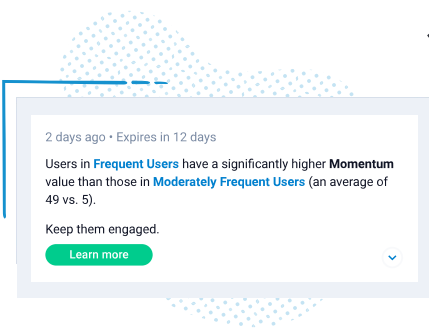 2 days ago • Expires in 12 days
Users in Frequent Users have a significantly higher Momentum
value than those in Moderately Frequent Users (an average of
49 vs. 5).
Keep them engaged.
Learn more